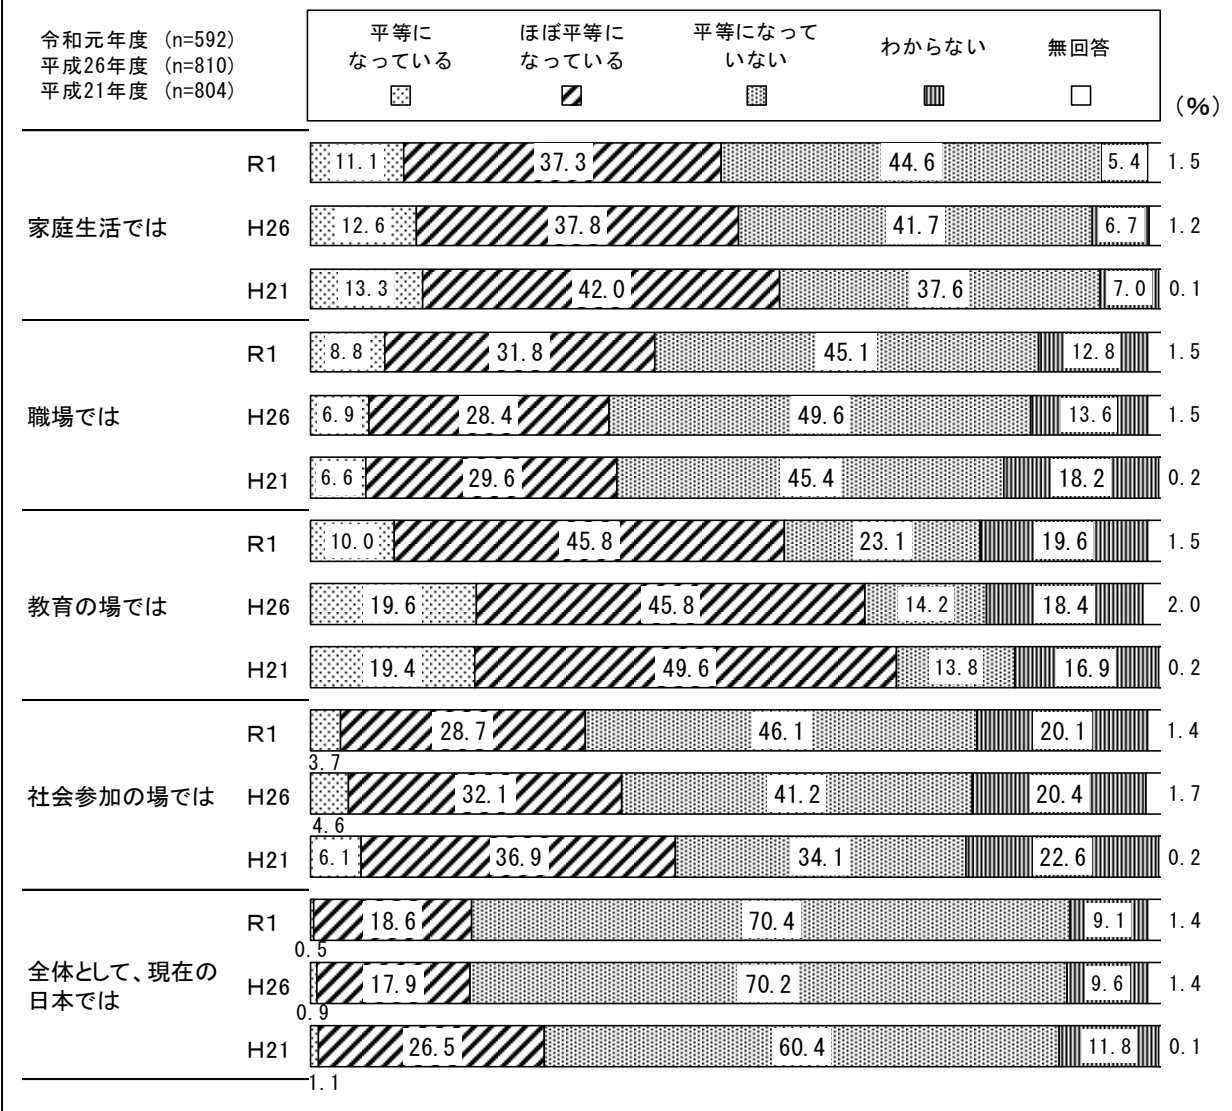 令和元年度 (n=592)
平成26年度 (n=810)
平成21年度 (n=804)
平等に
なっている
ほぼ平等に
なっている
平等になって
いない
わからない
無回答
(%)
家庭生活では
R1 11.1 37.3 44.6 5.4 1.5
H26 12.6 37.8 41.7 6.7 1.2
H21 13.3 42.0 37.6 7.0 0.1
職場では
R1 8.8 31.8 45.1 12.8 1.5
H26 6.9 28.4 49.6 13.6 1.5
H21 6.6 29.6 45.4 18.2 0.2
教育の場では
R1 10.0 45.8 23.1 19.6 1.5
H26 19.6 45.8 14.2 18.4 2.0
H21 19.4 49.6 13.8 16.9 0.2
社会参加の場では
R1 3.7 28.7 46.1 20.1 1.4
H26 4.6 32.1 41.2 20.4 1.7
H21 6.1 36.9 34.1 22.6 0.2
全体として、現在の
日本では
R1 0.5 18.6 70.4 9.1 1.4
H26 0.9 17.9 70.2 9.6 1.4
H21 1.1 26.5 60.4 11.8 0.1